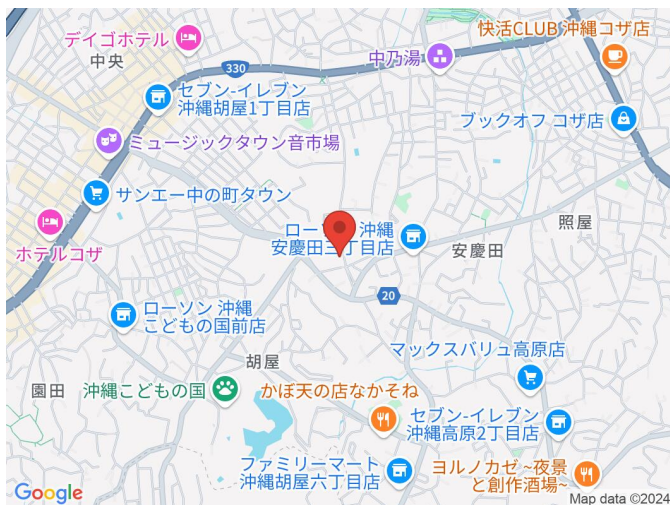 デイゴホテル
中央
330
中乃湯
快活CLUB 沖縄コザ店
セブン-イレブン
沖縄胡屋1丁目店
ブックオフ コザ店
ミュージックタウン音市場
サンエー中の町タウン
ホテルコザ
ローソン 沖縄
安慶田三丁目店
安慶田
照屋
20
ローソン 沖縄
こどもの国前店
胡屋
マックスバリュ高原店
園田
沖縄こどもの国
かぼ天の店なかそね
セブン-イレブン
沖縄高原2丁目店
ファミリーマート
沖縄胡屋六丁目店
ヨルノカゼ ~夜景
と創作酒場~
Google
Map data ©2024